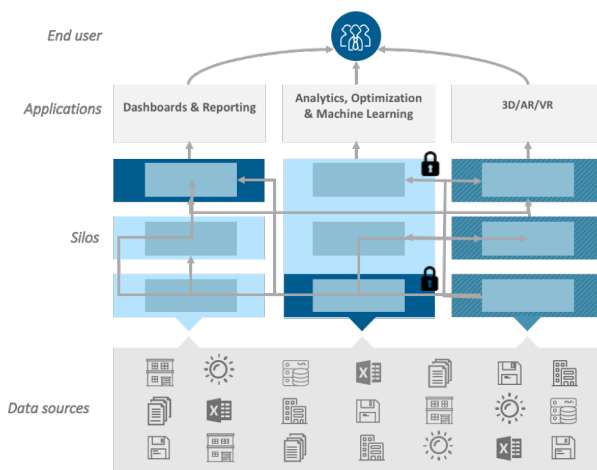 End user
Applications
Dashboards & Reporting
Analytics, Optimization
& Machine Learning
3D/AR/VR
Silos
Data sources
X
X
X